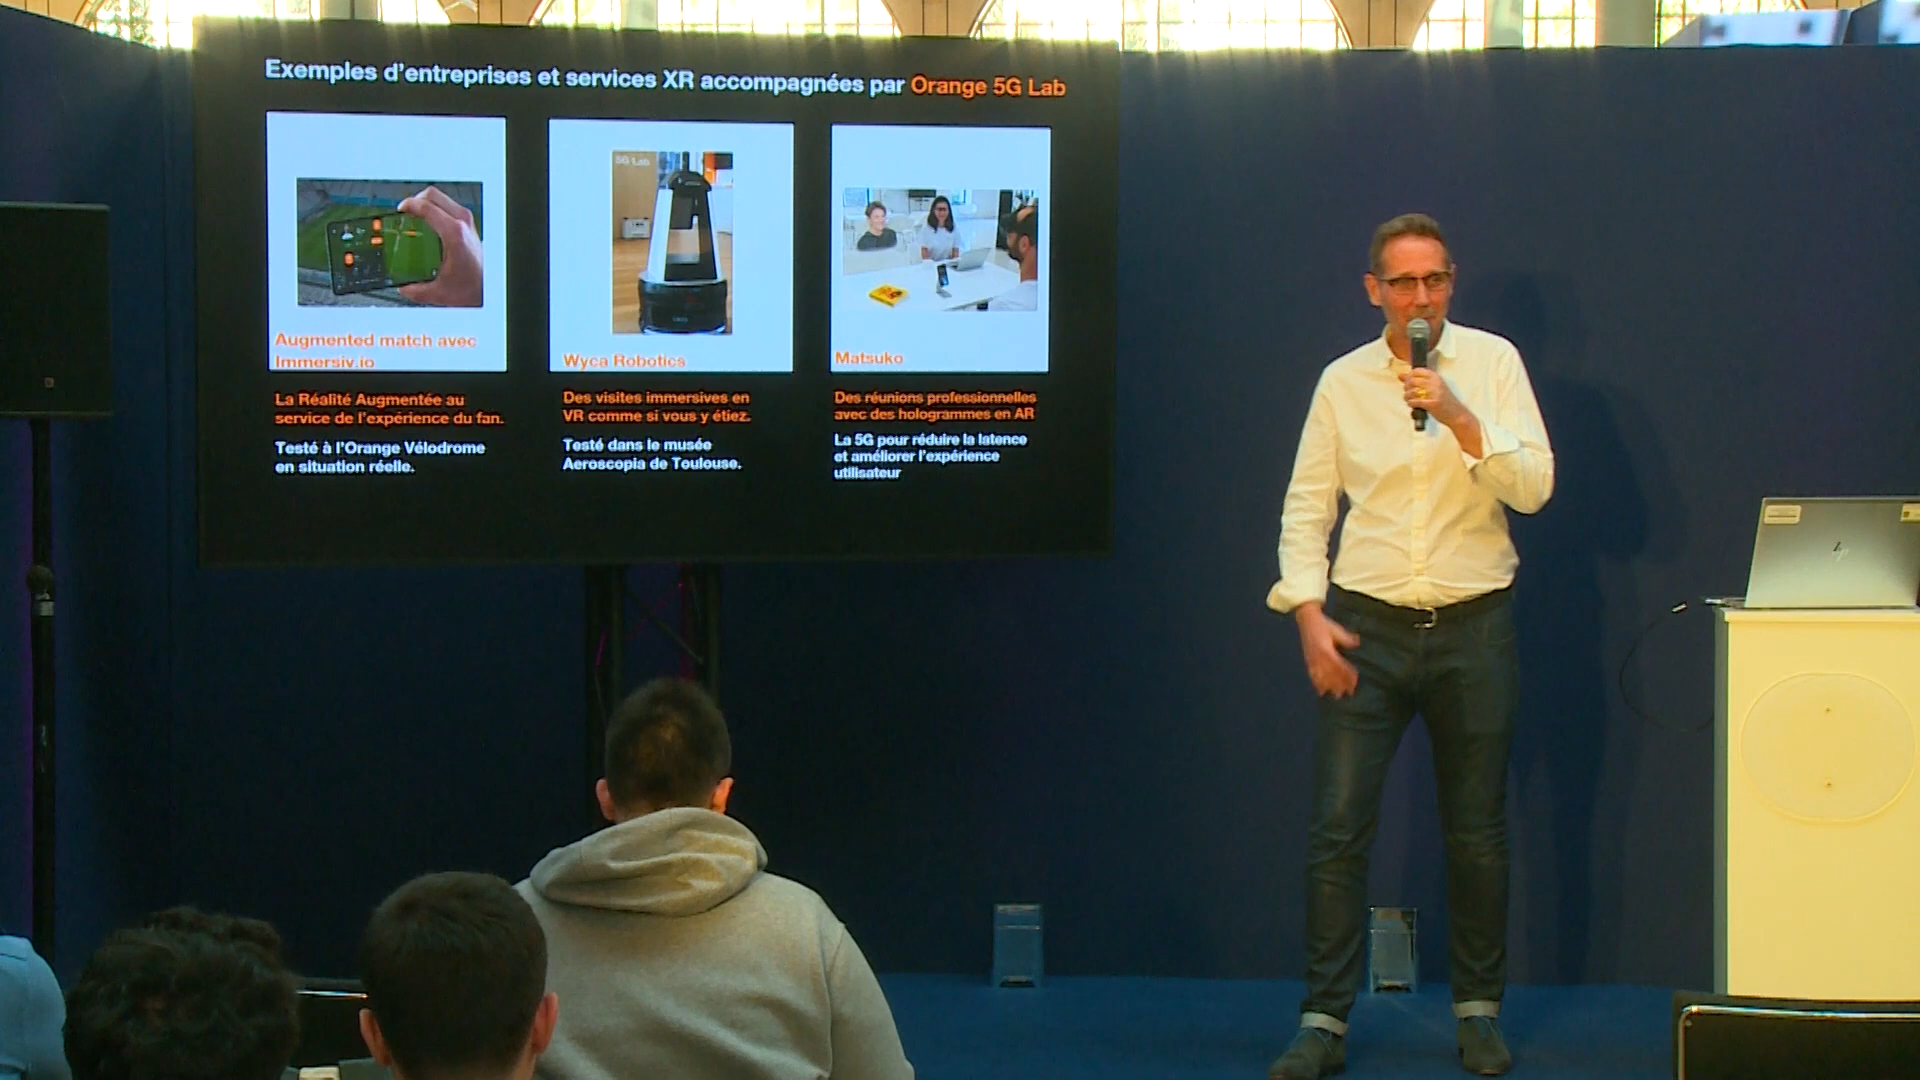 Exemples d'entreprises et services XR accompagnées par Orange 5G Lab
5G Lab
Augmented match avec
Immersiv.io
Wyca Robotics
Matsuko
La Réalité Augmentée au
service de l'expérience du fan.
Testé à l'Orange Vélodrome
en situation réelle.
Des visites immersives en
VR comme si vous y étiez.
Testé dans le musée
Aeroscopia de Toulouse.
Des réunions professionnelles
avec des hologrammes en AR
La 5G pour réduire la latence
et améliorer l'expérience
utilisateur
hp